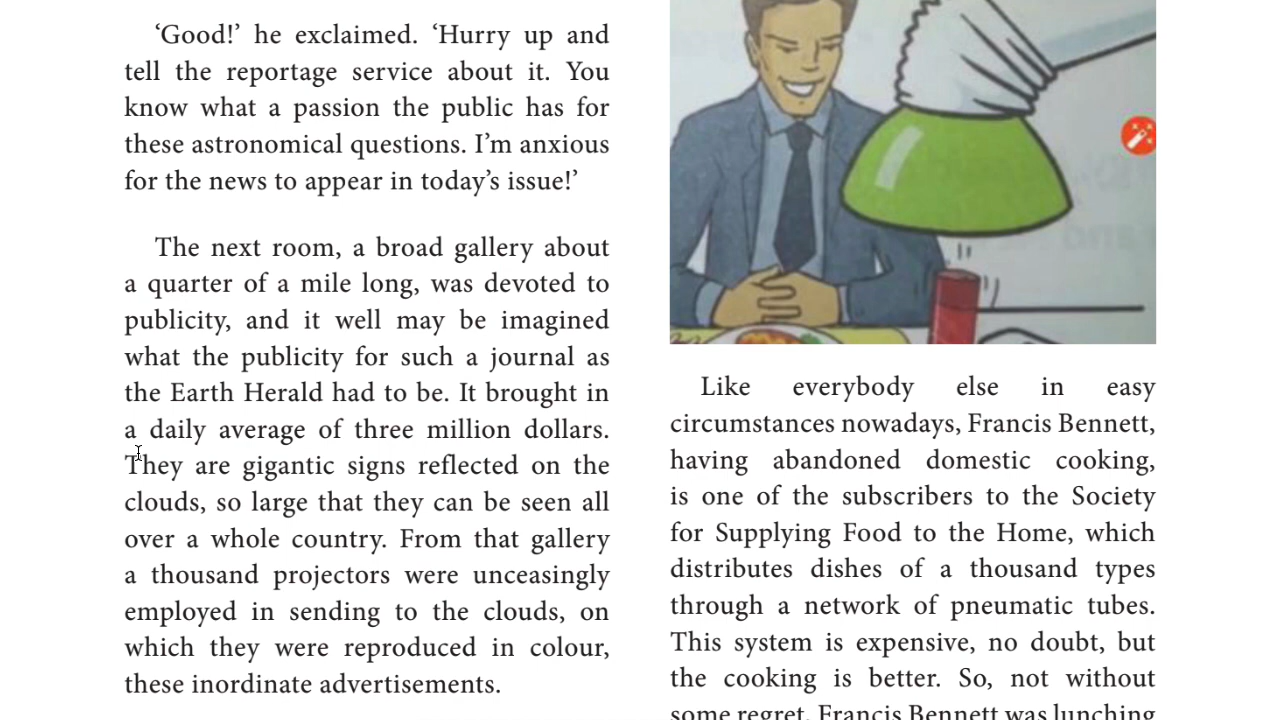 ‘Good!’ he exclaimed. ‘Hurry up and
tell the reportage service about it. You
know what a passion the public has for
these astronomical questions. I’m anxious
for the news to appear in today’s issue!’
The next room, a broad gallery about
a quarter of a mile long, was devoted to
publicity, and it well may be imagined
what the publicity for such a journal as
the Earth Herald had to be. It brought in
a daily average of three million dollars.
They are gigantic signs reflected on the
clouds, so large that they can be seen all
over a whole country. From that gallery
a thousand projectors were unceasingly
employed in sending to the clouds, on
which they were reproduced in colour,
these inordinate advertisements.
Like everybody else in easy
circumstances nowadays, Francis Bennett,
having abandoned domestic cooking,
is one of the subscribers to the Society
for Supplying Food to the Home, which
distributes dishes of a thousand types
through a network of pneumatic tubes.
This system is expensive, no doubt, but
the cooking is better. So, not without
some regret, Francis Bennett was lunching